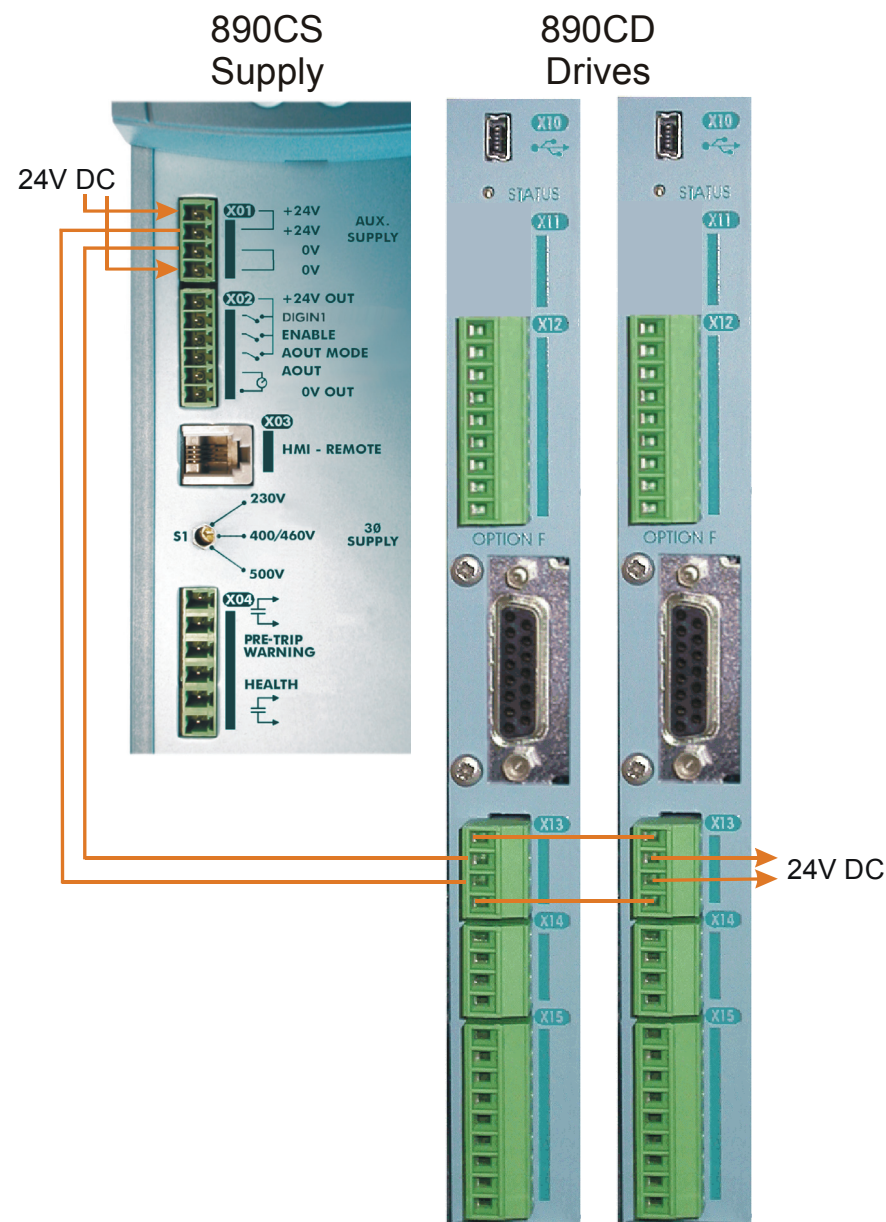 890CS
Supply
890CD
Drives
24V DC
X01
+24V
+24V
0V
0V
AUX.
SUPPLY
X02
+24V OUT
DIGIN1
ENABLE
AOUT MODE
AOUT
0V OUT
X03
HMI - REMOTE
230V
S1
400/460V
500V
3Ø
SUPPLY
X04
PRE-TRIP
WARNING
HEALTH
X10
STATUS
X11
X12
OPTION F
X13
X14
X15
X10
STATUS
X11
X12
OPTION F
X13
24V DC
X14
X15